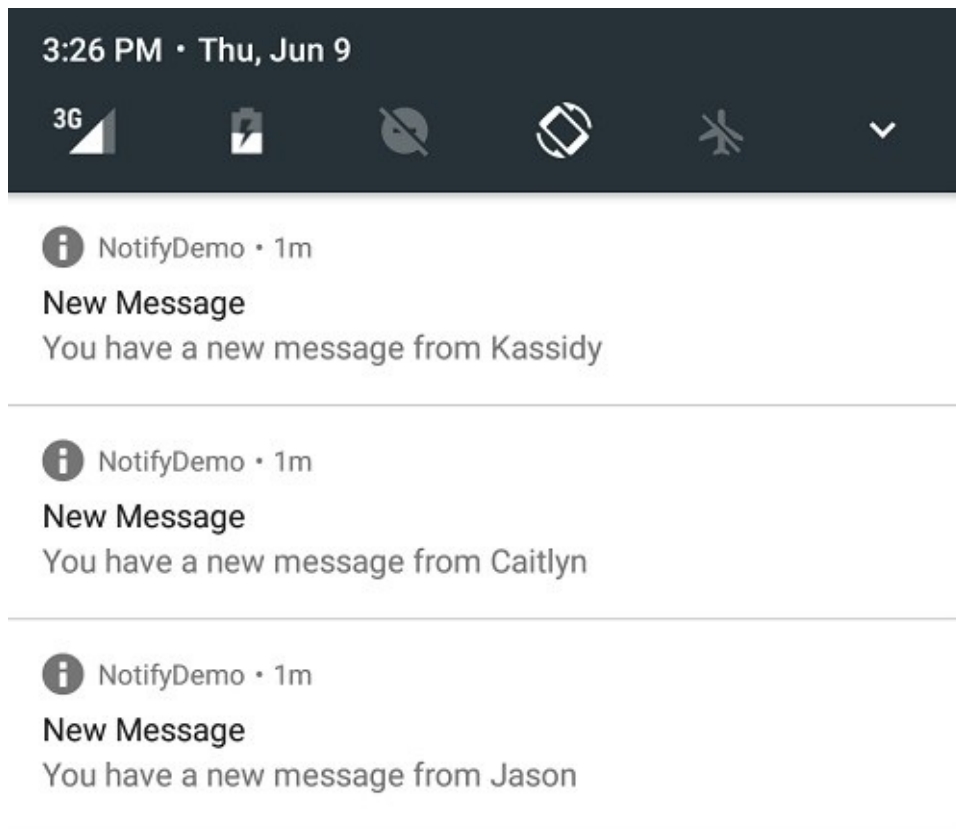 3:26 PM • Thu, Jun 9
3G
NotifyDemo • 1m
New Message
You have a new message from Kassidy
NotifyDemo • 1m
New Message
You have a new message from Caitlyn
NotifyDemo • 1m
New Message
You have a new message from Jason